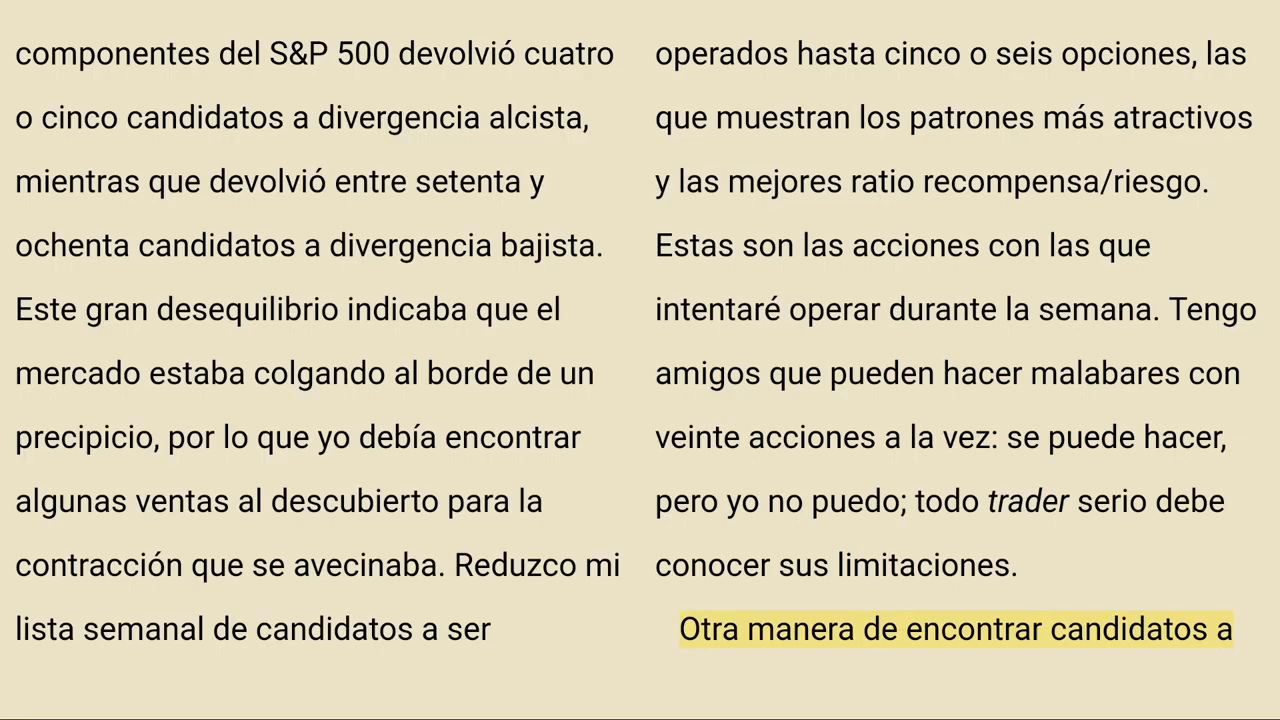 componentes del S&P 500 devolvió cuatro
o cinco candidatos a divergencia alcista,
mientras que devolvió entre setenta y
ochenta candidatos a divergencia bajista.
Este gran desequilibrio indicaba que el
mercado estaba colgando al borde de un
precipicio, por lo que yo debía encontrar
algunas ventas al descubierto para la
contracción que se avecinaba. Reduzco mi
lista semanal de candidatos a ser
operados hasta cinco o seis opciones, las
que muestran los patrones más atractivos
y las mejores ratio recompensa/riesgo.
Estas son las acciones con las que
intentaré operar durante la semana. Tengo
amigos que pueden hacer malabares con
veinte acciones a la vez: se puede hacer,
pero yo no puedo; todo trader serio debe
conocer sus limitaciones.
Otra manera de encontrar candidatos a